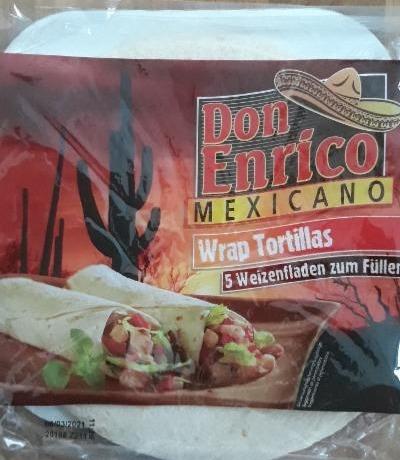 Don
Enrico
MEXICANO
Wrap Tortillas
5 Weizenfladen zum Füllen